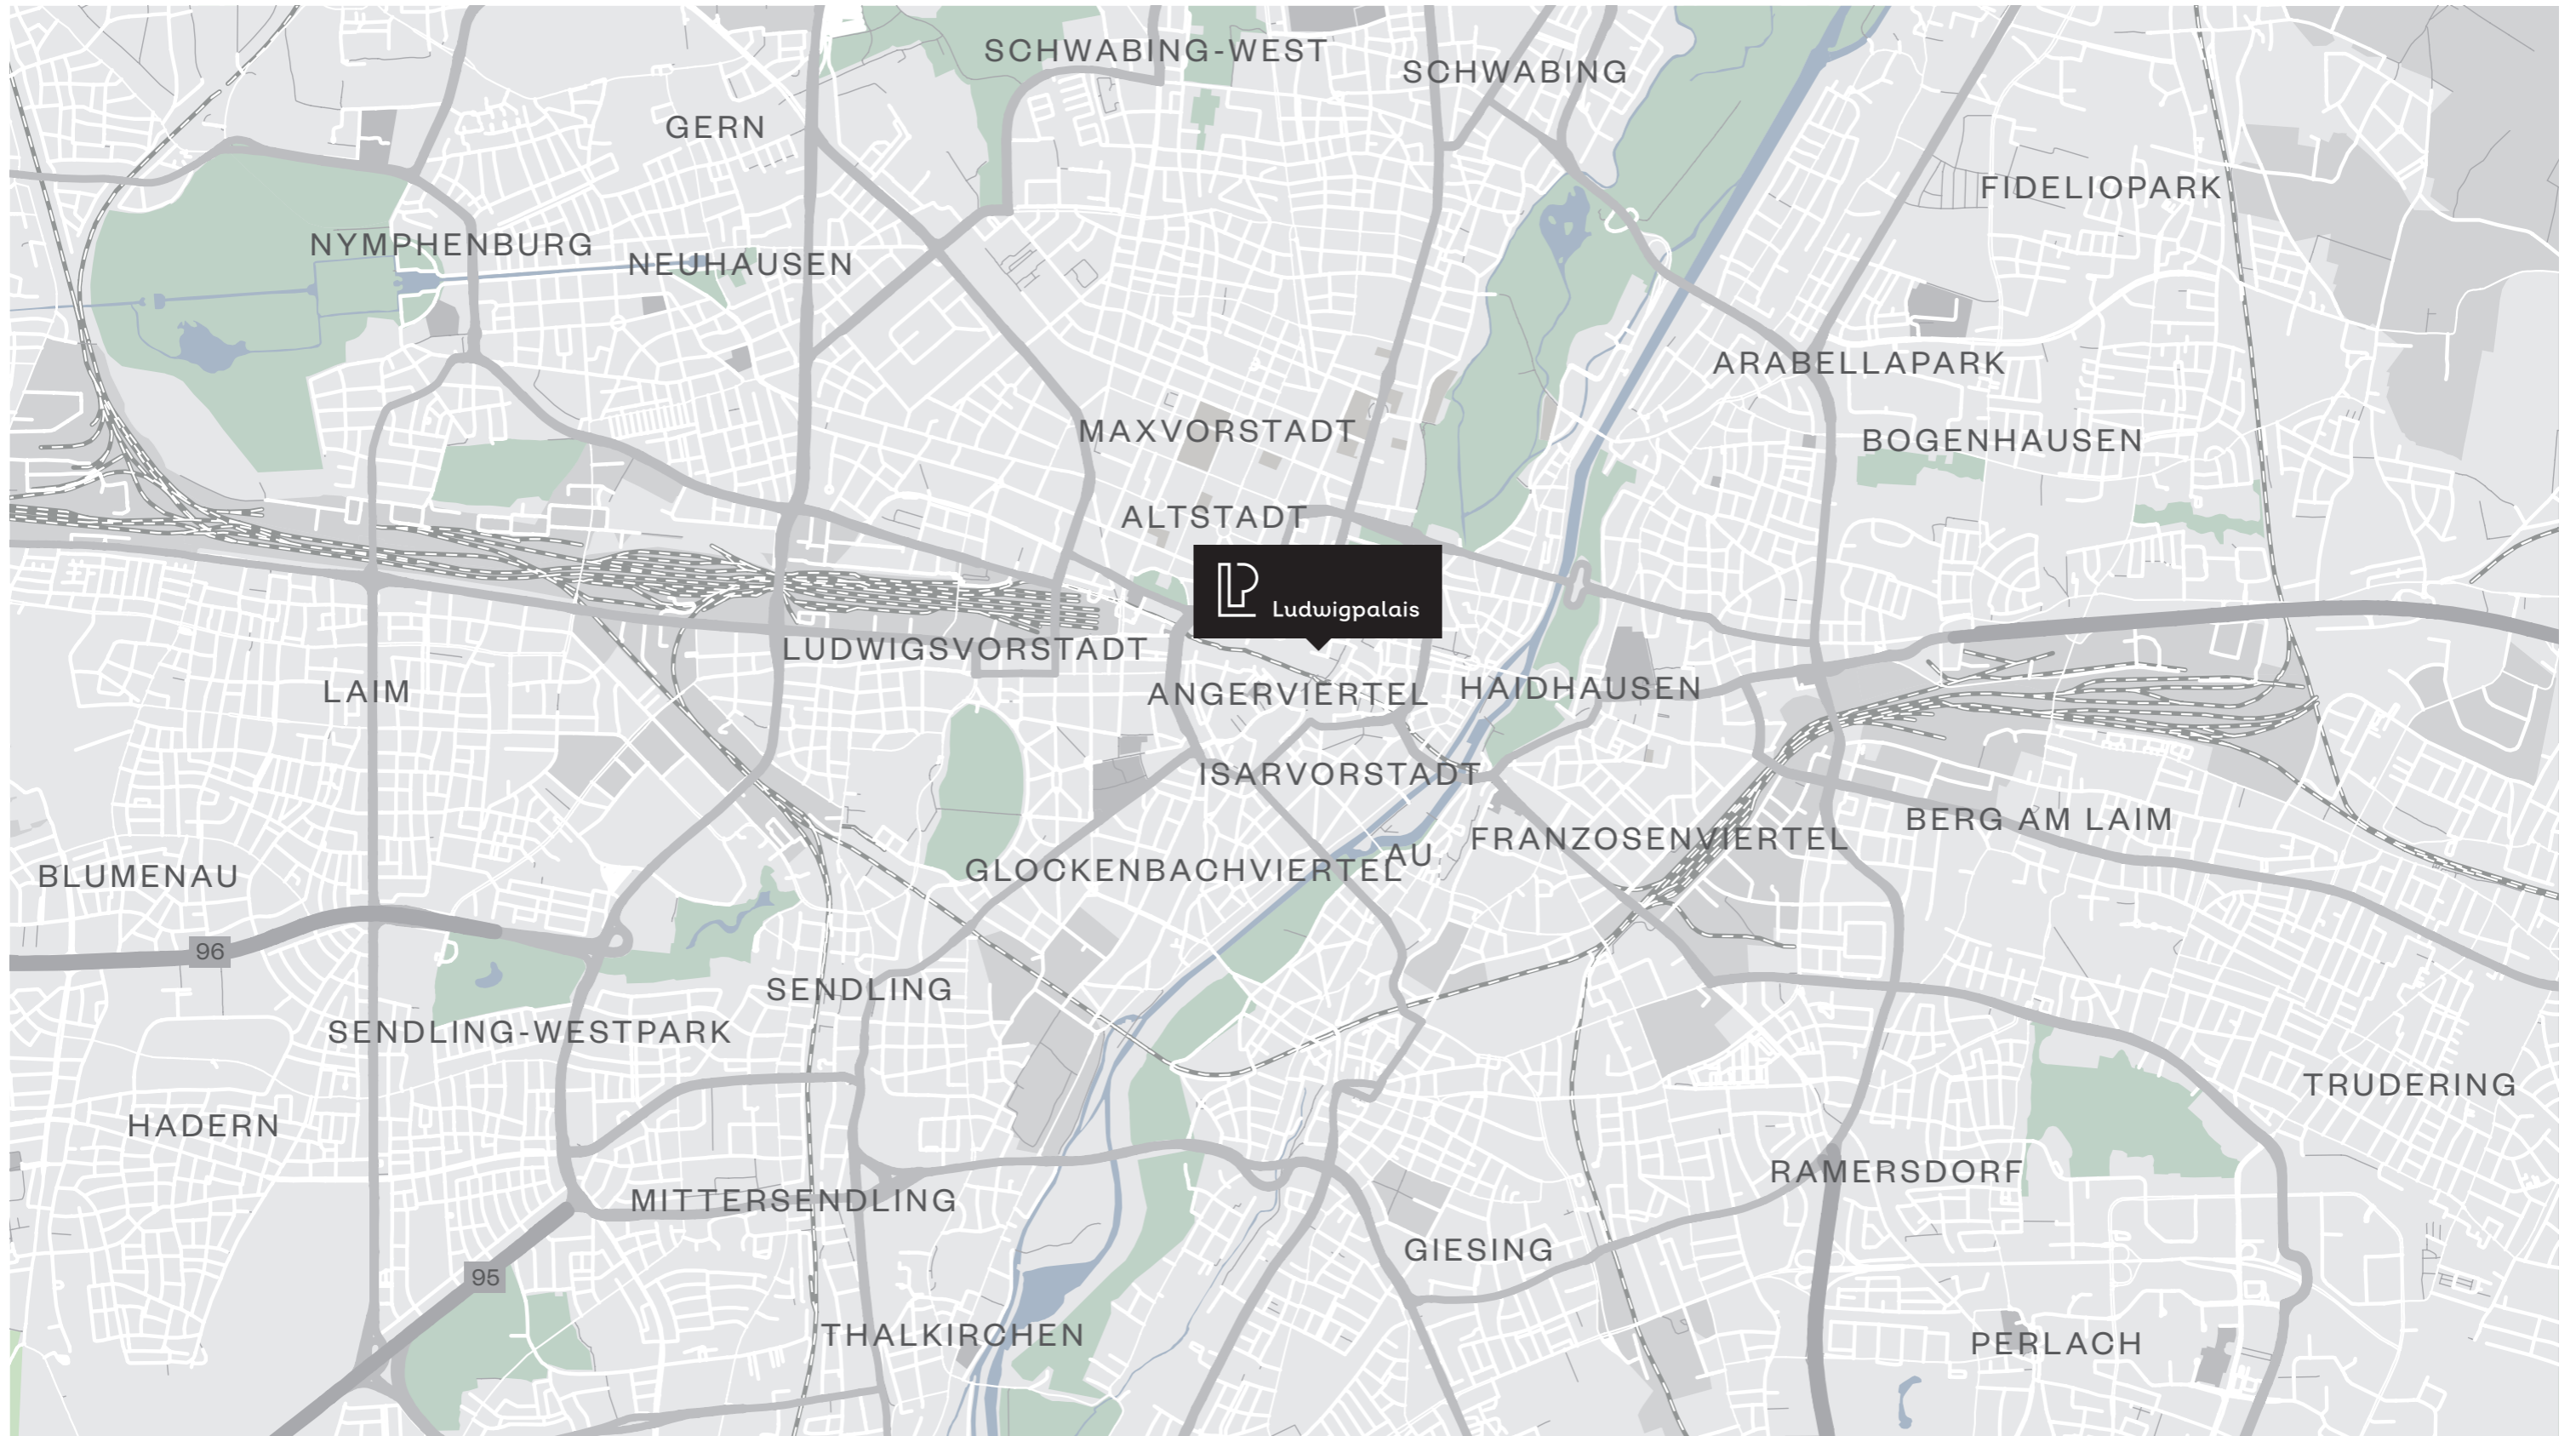 SCHWABING-WEST
SCHWABING
GERN
FIDELIOPARK
NYMPHENBURG
NEUHAUSEN
ARABELLAPARK
MAXVORSTADT
BOGENHAUSEN
ALTSTADT
LP Ludwigpalais
LUDWIGSVORSTADT
LAIM
ANGERVIERTEL
HAIDHAUSEN
ISARVORSTADT
BERG AM LAIM
FRANZOSENVIERTEL
AU
GLOCKENBACHVIERTEL
BLUMENAU
96
SENDLING
SENDLING-WESTPARK
TRUDERING
HADERN
RAMERSDORF
MITTERSENDLING
GIESING
95
THALKIRCHEN
PERLACH